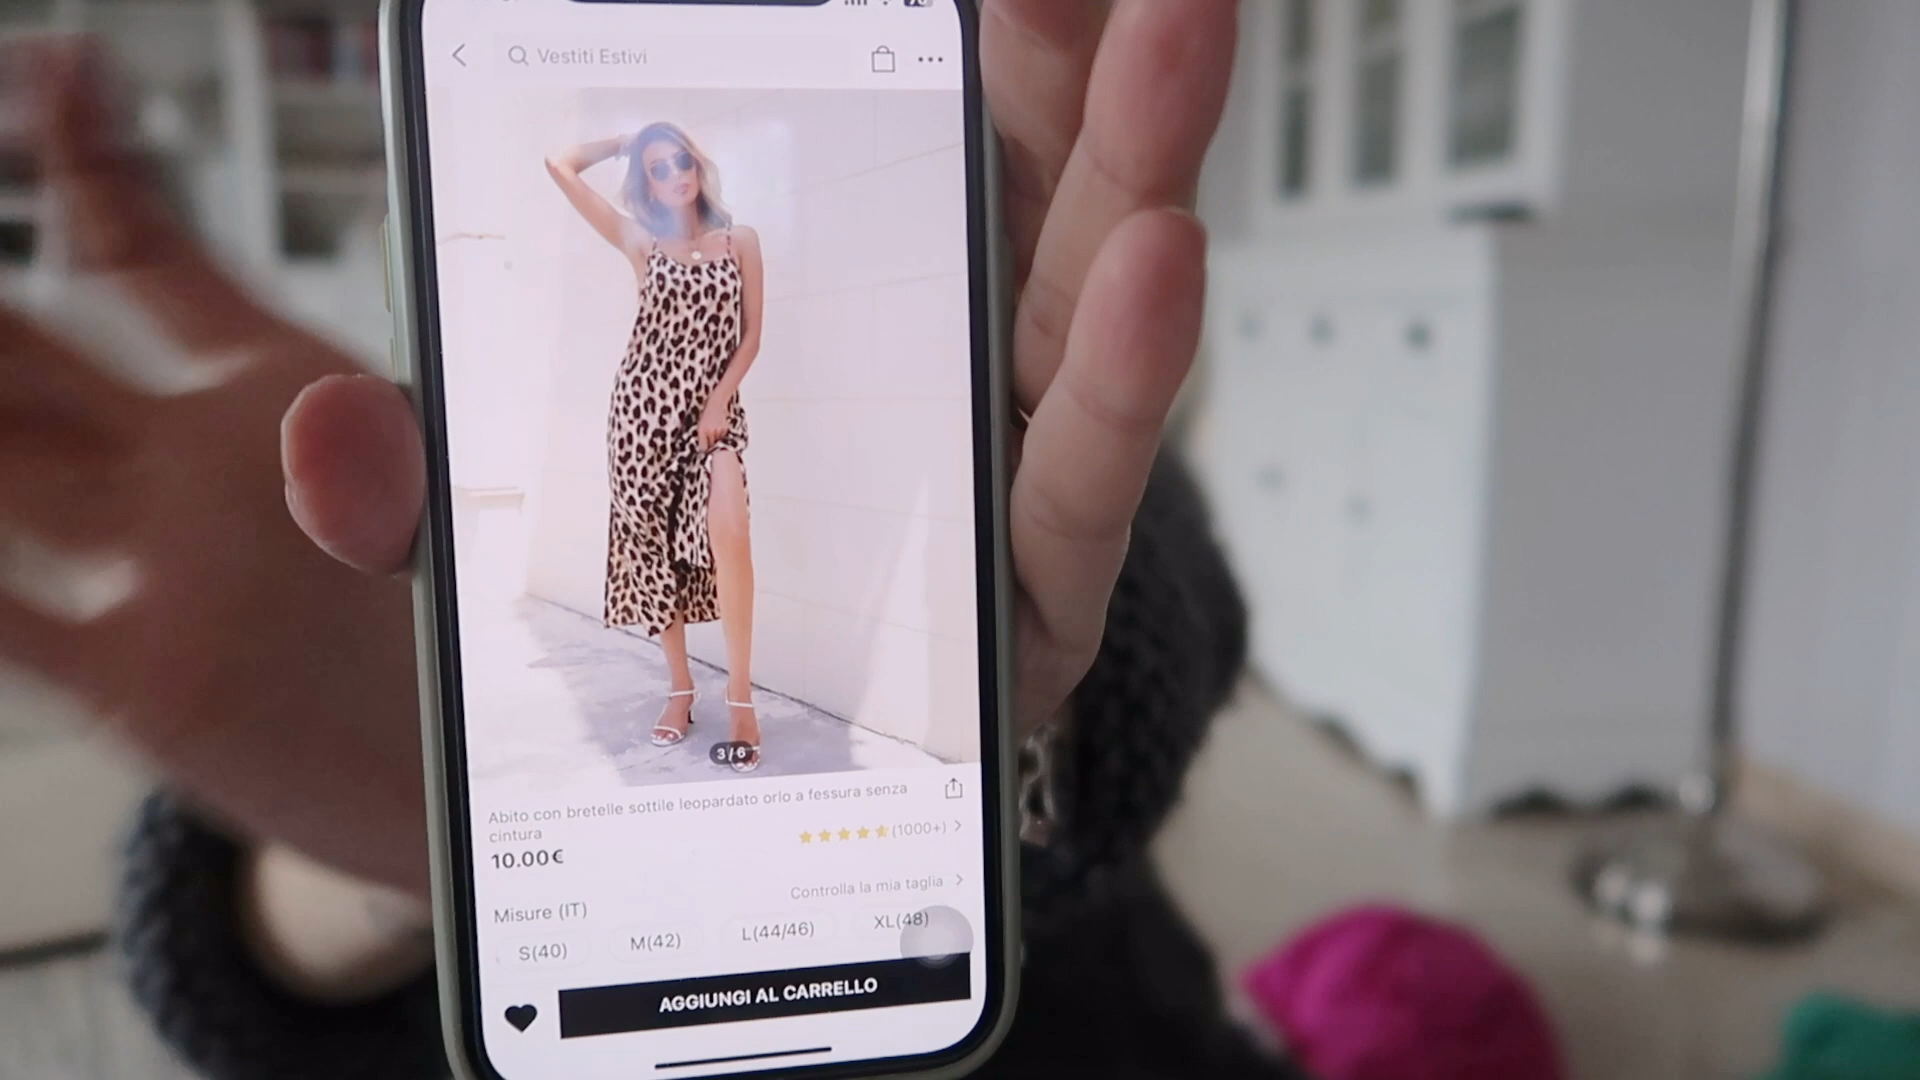 Vestiti Estivi
3/6
Abito con bretelle sottile leopardato orlo a fessura senza
cintura
(1000+)
10.00€
Controlla la mia taglia
Misure (IT)
S(40) M(42) L(44/46) XL(48)
AGGIUNGI AL CARRELLO